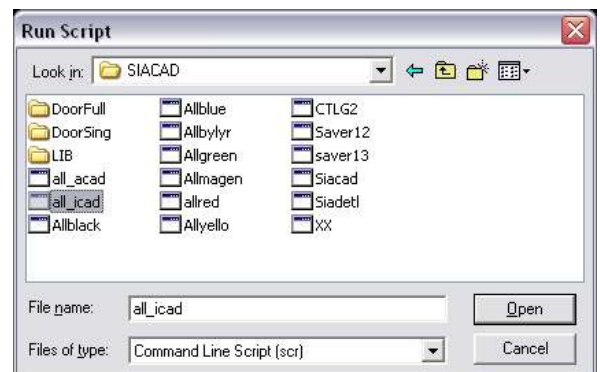 Run Script
Look in: SIACAD
DoorFull Allblue CTLG2
DoorSing Allbylyr Saver12
LIB Allgreen saver13
all_acad Allmagen Siacad
all_icad allred Siadetl
Allblack Allyello XX
File name: all_icad Open
Files of type: Command Line Script (scr) Cancel